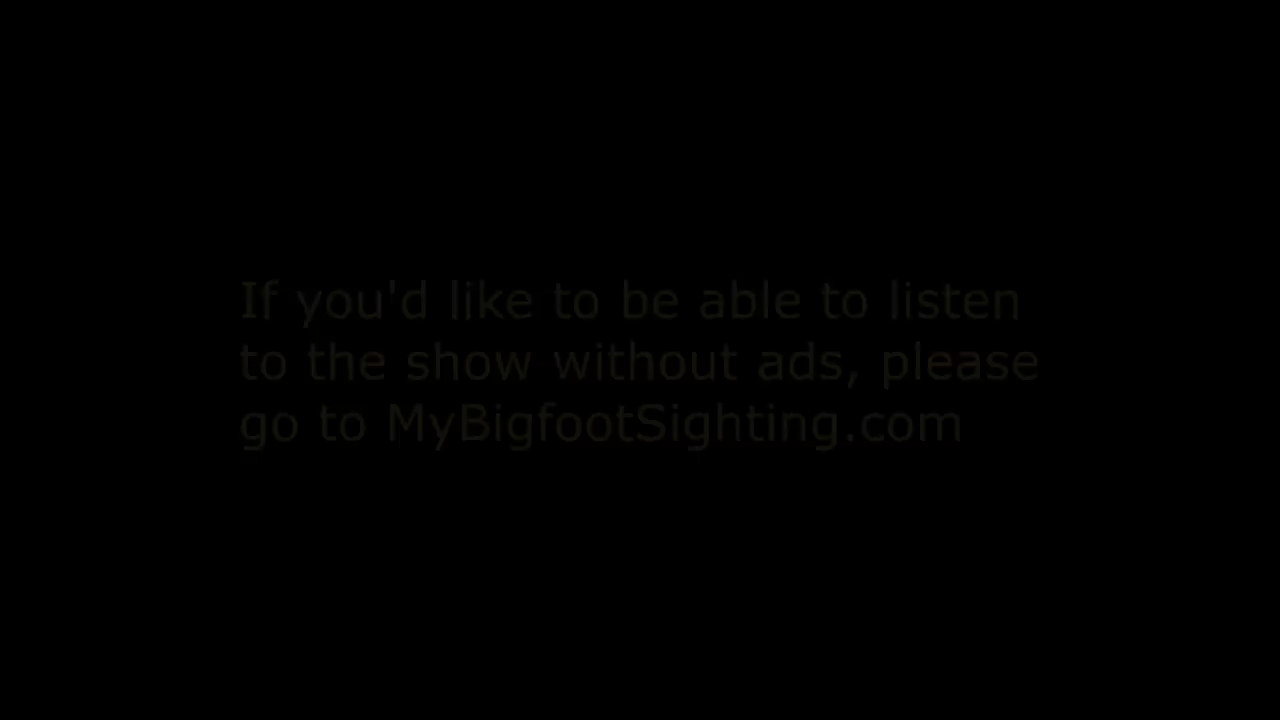 If you'd like to be able to listen
to the show without ads, please
go to MyBigfootSighting.com